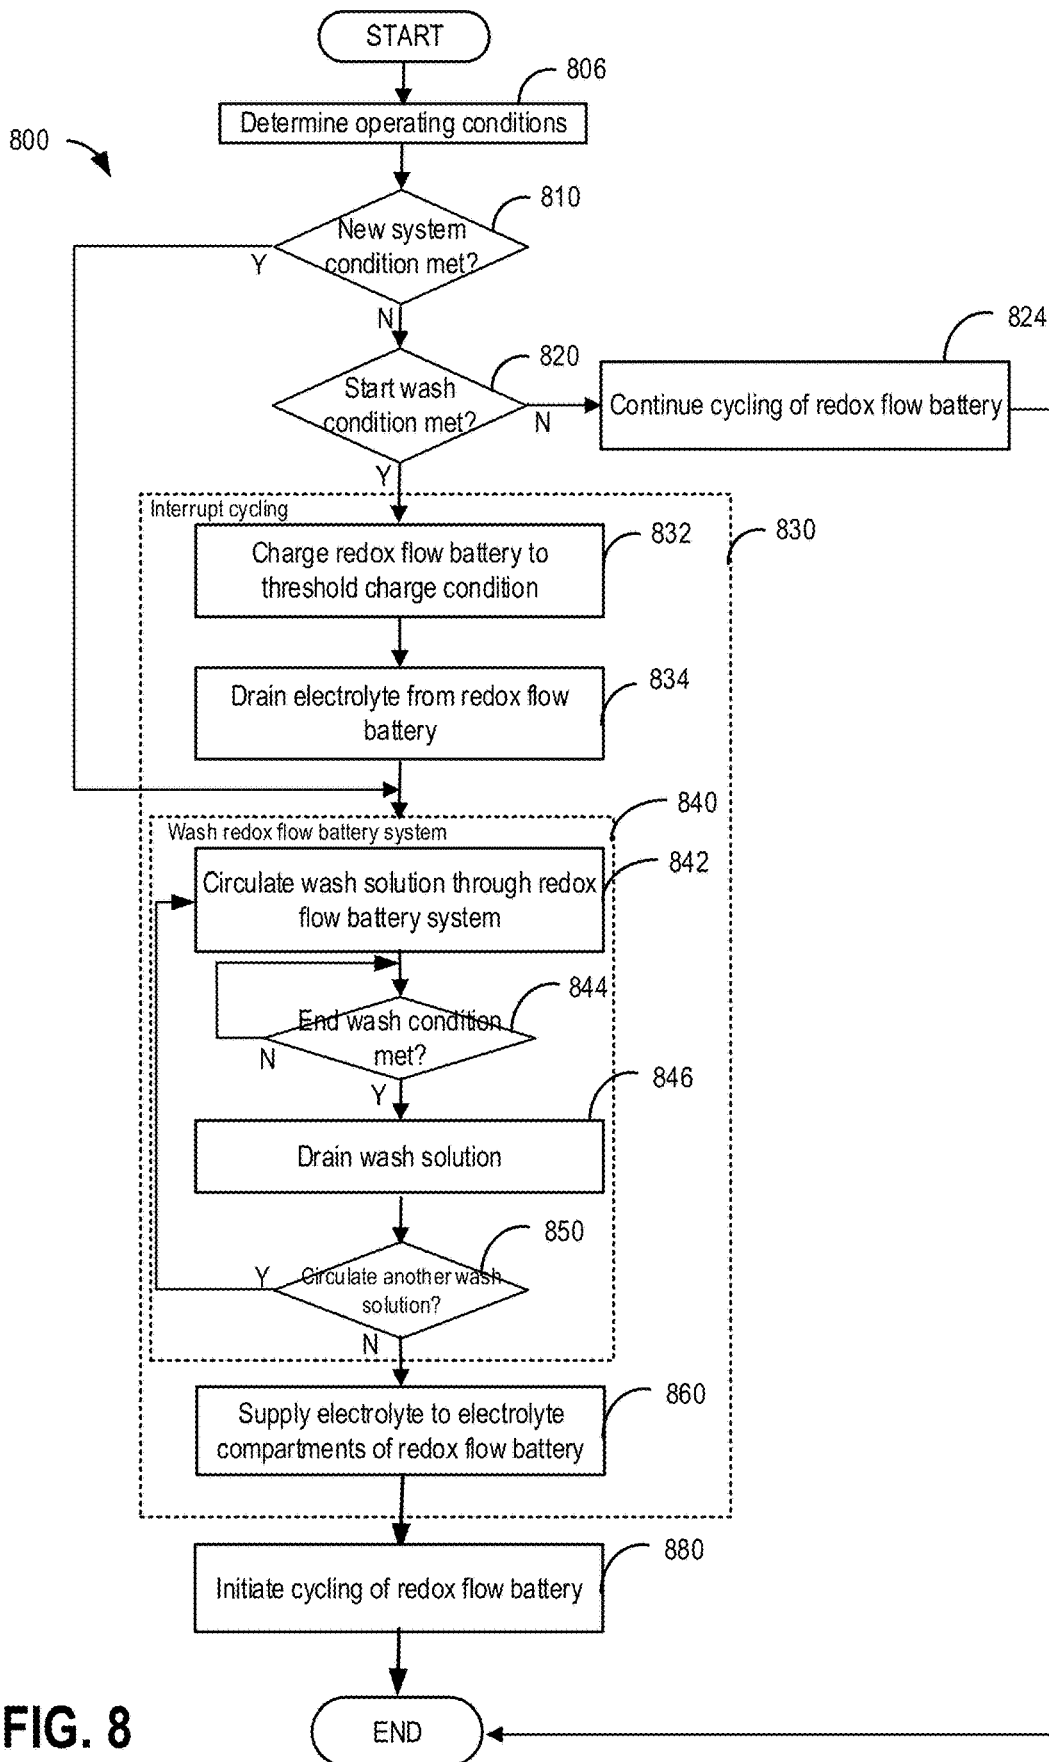 START
806
Determine operating conditions
800
810
New system
condition met?
Y
N
824
820
Start wash
condition met?
N
Continue cycling of redox flow battery
Y
Interrupt cycling
830
832
Charge redox flow battery to
threshold charge condition
834
Drain electrolyte from redox flow
battery
840
Wash redox flow battery system
842
Circulate wash solution through redox
flow battery system
844
End wash condition
met?
N
Y
846
Drain wash solution
850
Y
Circulate another wash
solution?
N
860
Supply electrolyte to electrolyte
compartments of redox flow battery
880
Initiate cycling of redox flow battery
FIG. 8
END